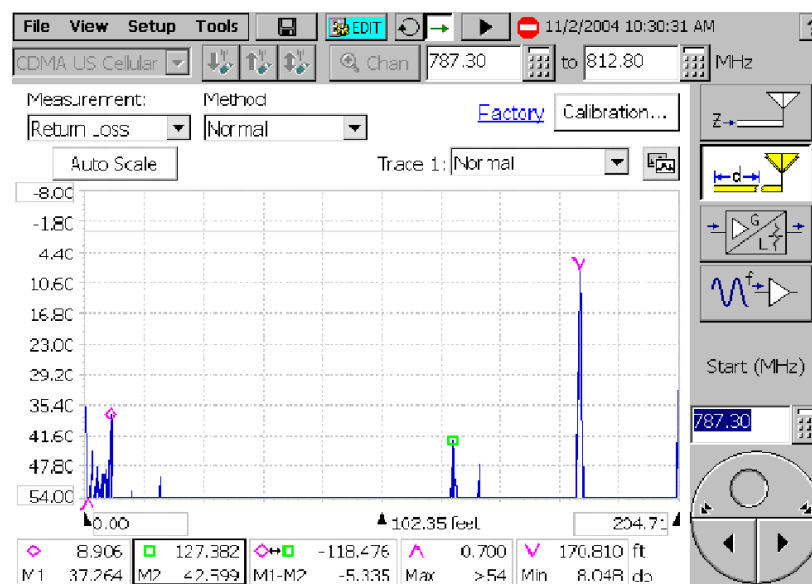 File View Setup Tools EDIT 11/2/2004 10:30:31 AM ?
CDMA US Cellular Chan 787.30 to 812.80 MHz
Measurement: Method
Return Loss Normal Factory Calibration...
Auto Scale Trace 1: Normal
Z
-8.00
-1.80
4.40
10.60
16.80
23.00
29.20
35.40
41.60
47.80
54.00
d
G
L
f
Start (MHz)
787.30
0.00 102.35 feet 204.71
8.906 127.382 -118.476 0.700 170.810 ft
M1 37.264 M2 42.599 M1-M2 -5.335 Max >54 Min 8.048 db